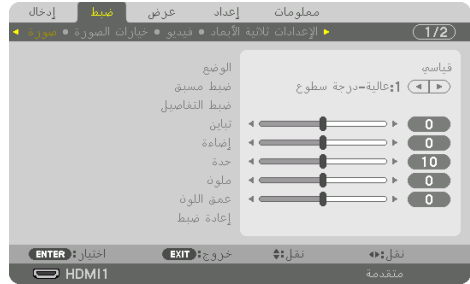 إدخال ضبط عرض إعداد معلومات
صورة • خيارات الصورة • فيديو • الإعدادات ثلاثية الأبعاد 1/2
الوضع قياسي
ضبط مسبق 1:عالية-درجة سطوع
ضبط التفاصيل
تباين 0
إضاءة 0
حدة 10
ملون 0
عمق اللون 0
إعادة ضبط
ENTER :اختيار EXIT :خروج نقل: نقل:
HDMI1 متقدمة